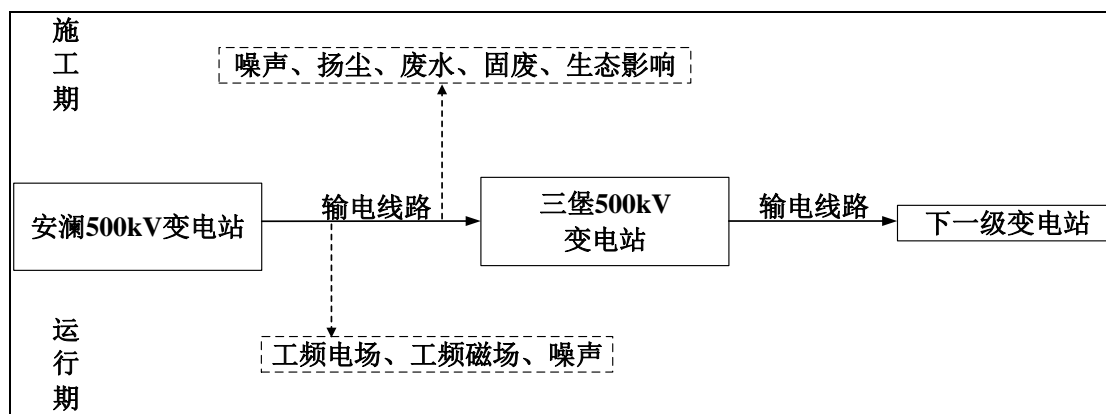 施
工
期
噪声、扬尘、废水、固废、生态影响
安澜500kV变电站
输电线路
三堡500kV
变电站
输电线路
下一级变电站
运
行
期
工频电场、工频磁场、噪声